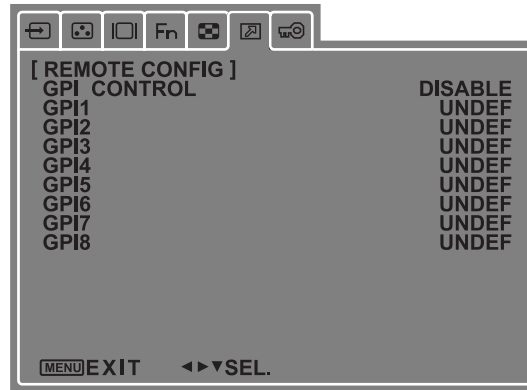 Fn
[ REMOTE CONFIG ]
GPI CONTROL DISABLE
GPI1 UNDEF
GPI2 UNDEF
GPI3 UNDEF
GPI4 UNDEF
GPI5 UNDEF
GPI6 UNDEF
GPI7 UNDEF
GPI8 UNDEF
MENU EXIT ◄►▼SEL.